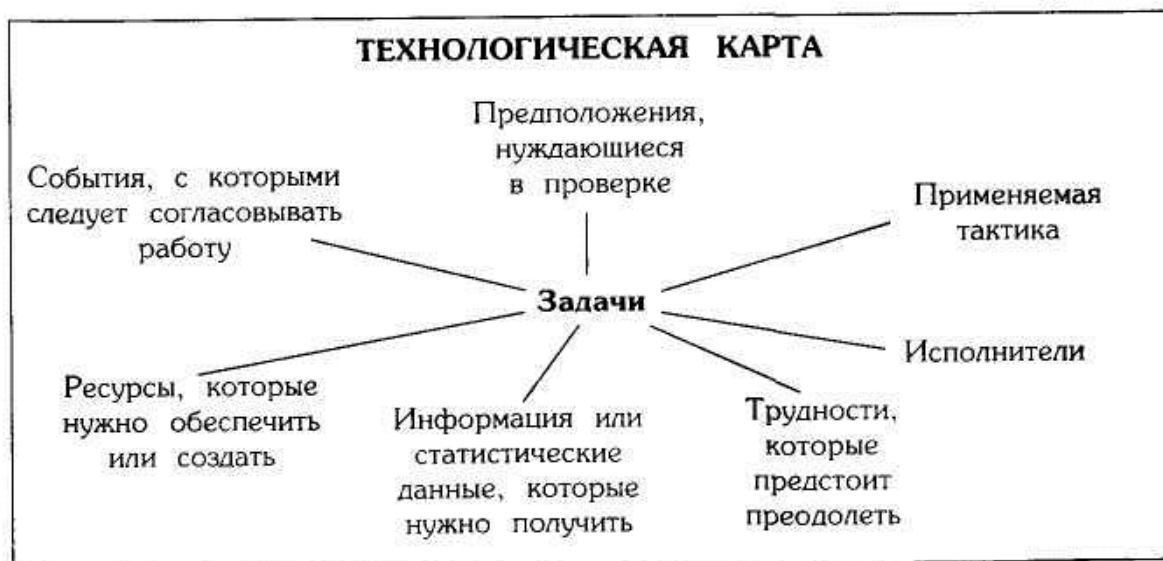 ТЕХНОЛОГИЧЕСКАЯ КАРТА
Предположения,
нуждающиеся
в проверке
События, с которыми
следует согласовывать
работу
Применяемая
тактика
Задачи
Исполнители
Ресурсы, которые
нужно обеспечить
или создать
Информация или
статистические
данные, которые
нужно получить
Трудности,
которые
предстоит
преодолеть